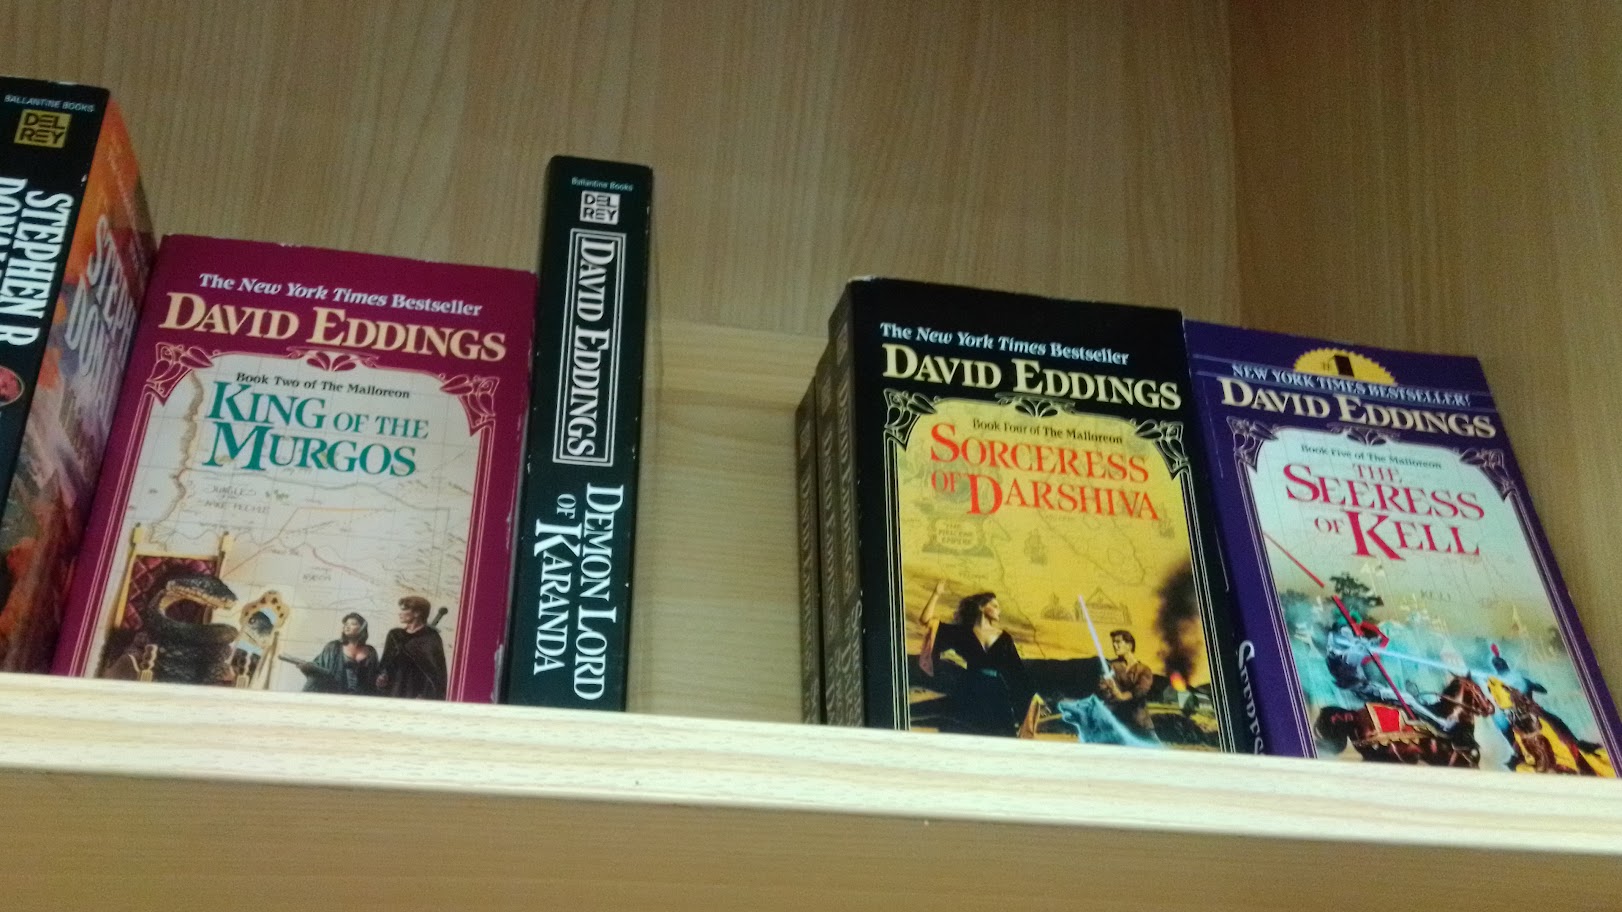 BALLANTINE BOOKS
DEL
REY
STEPHEN R.
The New York Times Bestseller
DAVID EDDINGS
Book Two of The Malloreon
KING OF THE
MURGOS
Ballantine Books
DEL
REY
DAVID EDDINGS
DEMON LORD
OF KARANDA
The New York Times Bestseller
DAVID EDDINGS
Book Four of The Malloreon
SORCERESS
OF DARSHIVA
#1
NEW YORK TIMES BESTSELLER!
DAVID EDDINGS
Book Five of The Malloreon
THE
SEERESS
OF KELL